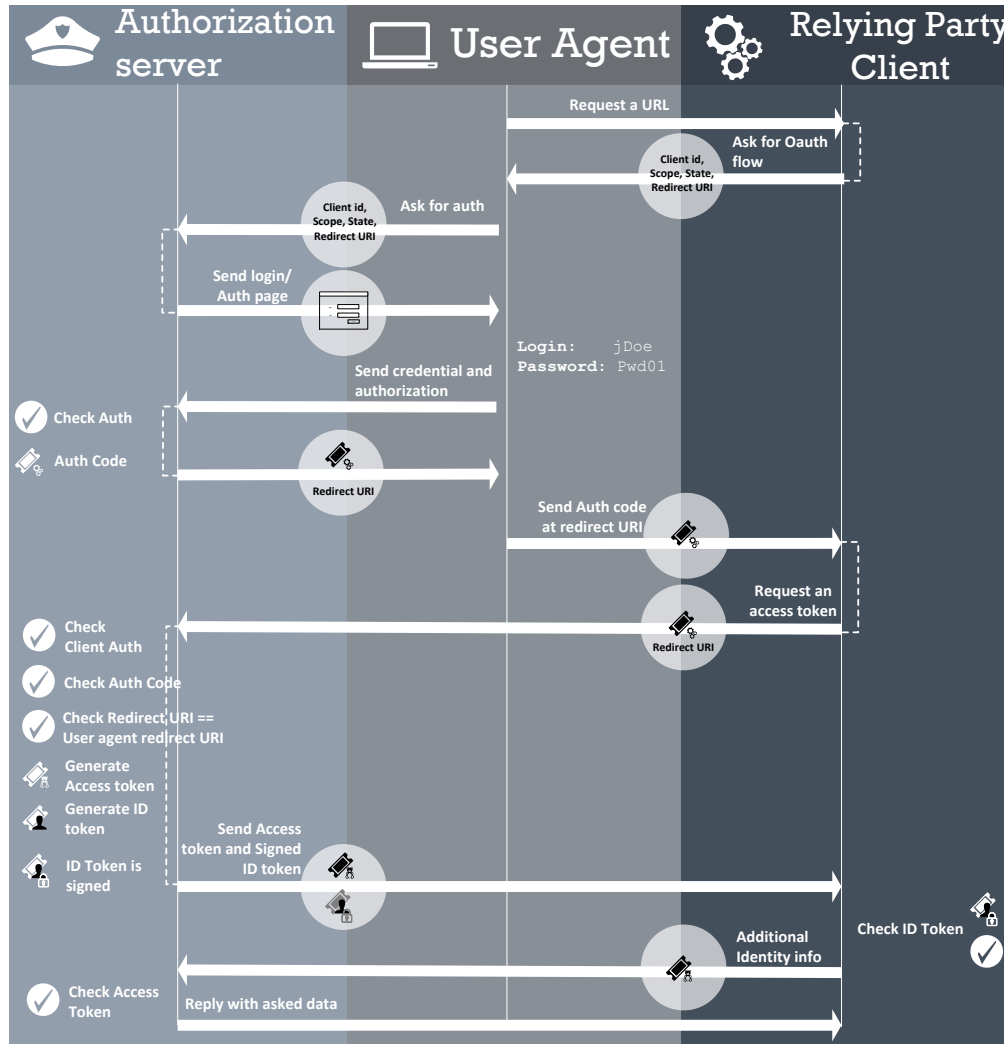 Authorization
server
User Agent
Relying Party
Client
Request a URL
Ask for Oauth
flow
Client id,
Scope, State,
Redirect URI
Ask for auth
Client id,
Scope, State,
Redirect URI
Send login/
Auth page
Login: jDoe
Password: Pwd01
Send credential and
authorization
Check Auth
Auth Code
Redirect URI
Send Auth code
at redirect URI
Request an
access token
Redirect URI
Check
Client Auth
Check Auth Code
Check Redirect URI ==
User agent redirect URI
Generate
Access token
Generate ID
token
ID Token is
signed
Send Access
token and Signed
ID token
Check ID Token
Additional
Identity info
Check Access
Token
Reply with asked data